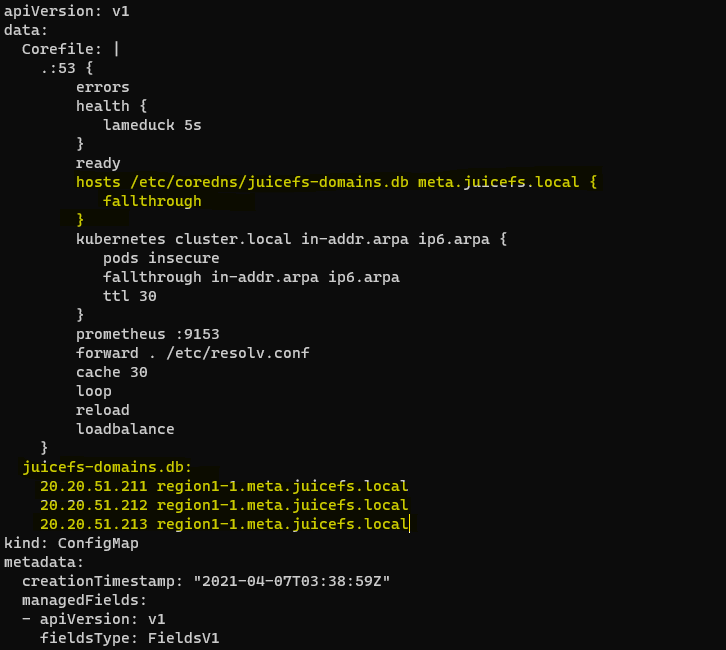 apiVersion: v1
data:
  Corefile: |
    .:53 {
        errors
        health {
           lameduck 5s
        }
        ready
        hosts /etc/coredns/juicefs-domains.db meta.juicefs.local {
           fallthrough
        }
        kubernetes cluster.local in-addr.arpa ip6.arpa {
           pods insecure
           fallthrough in-addr.arpa ip6.arpa
           ttl 30
        }
        prometheus :9153
        forward . /etc/resolv.conf
        cache 30
        loop
        reload
        loadbalance
    }
  juicefs-domains.db:
    20.20.51.211 region1-1.meta.juicefs.local
    20.20.51.212 region1-1.meta.juicefs.local
    20.20.51.213 region1-1.meta.juicefs.local
kind: ConfigMap
metadata:
  creationTimestamp: "2021-04-07T03:38:59Z"
  managedFields:
  - apiVersion: v1
    fieldsType: FieldsV1